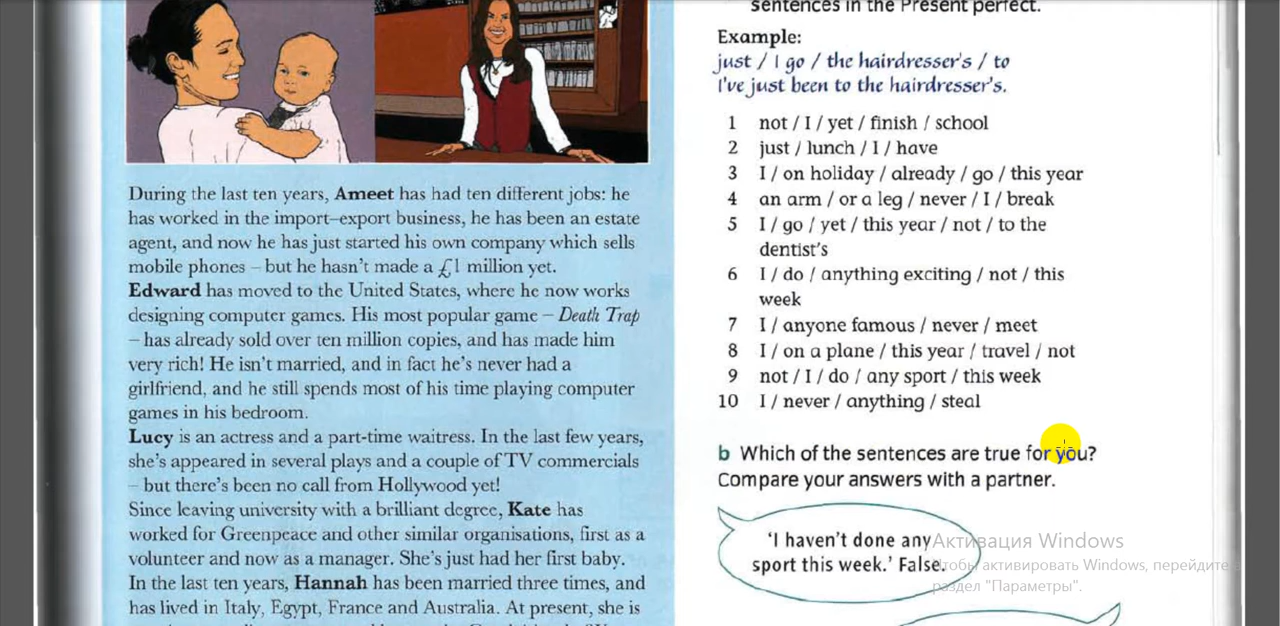 During the last ten years, Ameet has had ten different jobs: he
has worked in the import–export business, he has been an estate
agent, and now he has just started his own company which sells
mobile phones – but he hasn't made a £1 million yet.
Edward has moved to the United States, where he now works
designing computer games. His most popular game – Death Trap
– has already sold over ten million copies, and has made him
very rich! He isn't married, and in fact he's never had a
girlfriend, and he still spends most of his time playing computer
games in his bedroom.
Lucy is an actress and a part-time waitress. In the last few years,
she's appeared in several plays and a couple of TV commercials
– but there's been no call from Hollywood yet!
Since leaving university with a brilliant degree, Kate has
worked for Greenpeace and other similar organisations, first as a
volunteer and now as a manager. She's just had her first baby.
In the last ten years, Hannah has been married three times, and
has lived in Italy, Egypt, France and Australia. At present, she is
sentences in the Present perfect.
Example:
just / I go / the hairdresser's / to
I've just been to the hairdresser's.
1 not / I / yet / finish / school
2 just / lunch / I / have
3 I / on holiday / already / go / this year
4 an arm / or a leg / never / I / break
5 I / go / yet / this year / not / to the
dentist's
6 I / do / anything exciting / not / this
week
7 I / anyone famous / never / meet
8 I / on a plane / this year / travel / not
9 not / I / do / any sport / this week
10 I / never / anything / steal
b Which of the sentences are true for you?
Compare your answers with a partner.
'I haven't done any
sport this week.' False.
Активация Windows
Чтобы активировать Windows, перейдите в
раздел "Параметры".